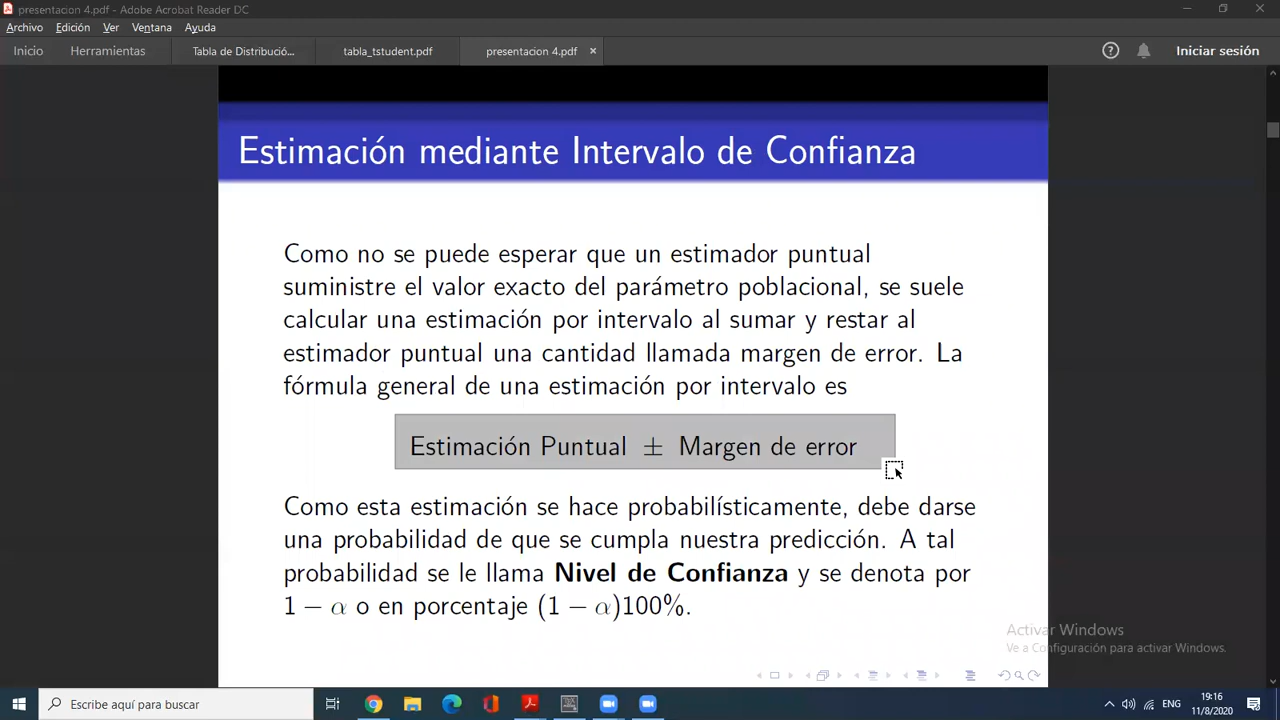 presentacion 4.pdf - Adobe Acrobat Reader DC
Archivo Edición Ver Ventana Ayuda
Inicio Herramientas Tabla de Distribució... tabla_tstudent.pdf presentacion 4.pdf × Iniciar sesión
Estimación mediante Intervalo de Confianza
Como no se puede esperar que un estimador puntual
suministre el valor exacto del parámetro poblacional, se suele
calcular una estimación por intervalo al sumar y restar al
estimador puntual una cantidad llamada margen de error. La
fórmula general de una estimación por intervalo es
Estimación Puntual ± Margen de error
Como esta estimación se hace probabilísticamente, debe darse
una probabilidad de que se cumpla nuestra predicción. A tal
probabilidad se le llama Nivel de Confianza y se denota por
1 − α o en porcentaje (1 − α)100%.
Activar Windows
Ve a Configuración para activar Windows.
Escribe aquí para buscar
ENG
19:16
11/8/2020